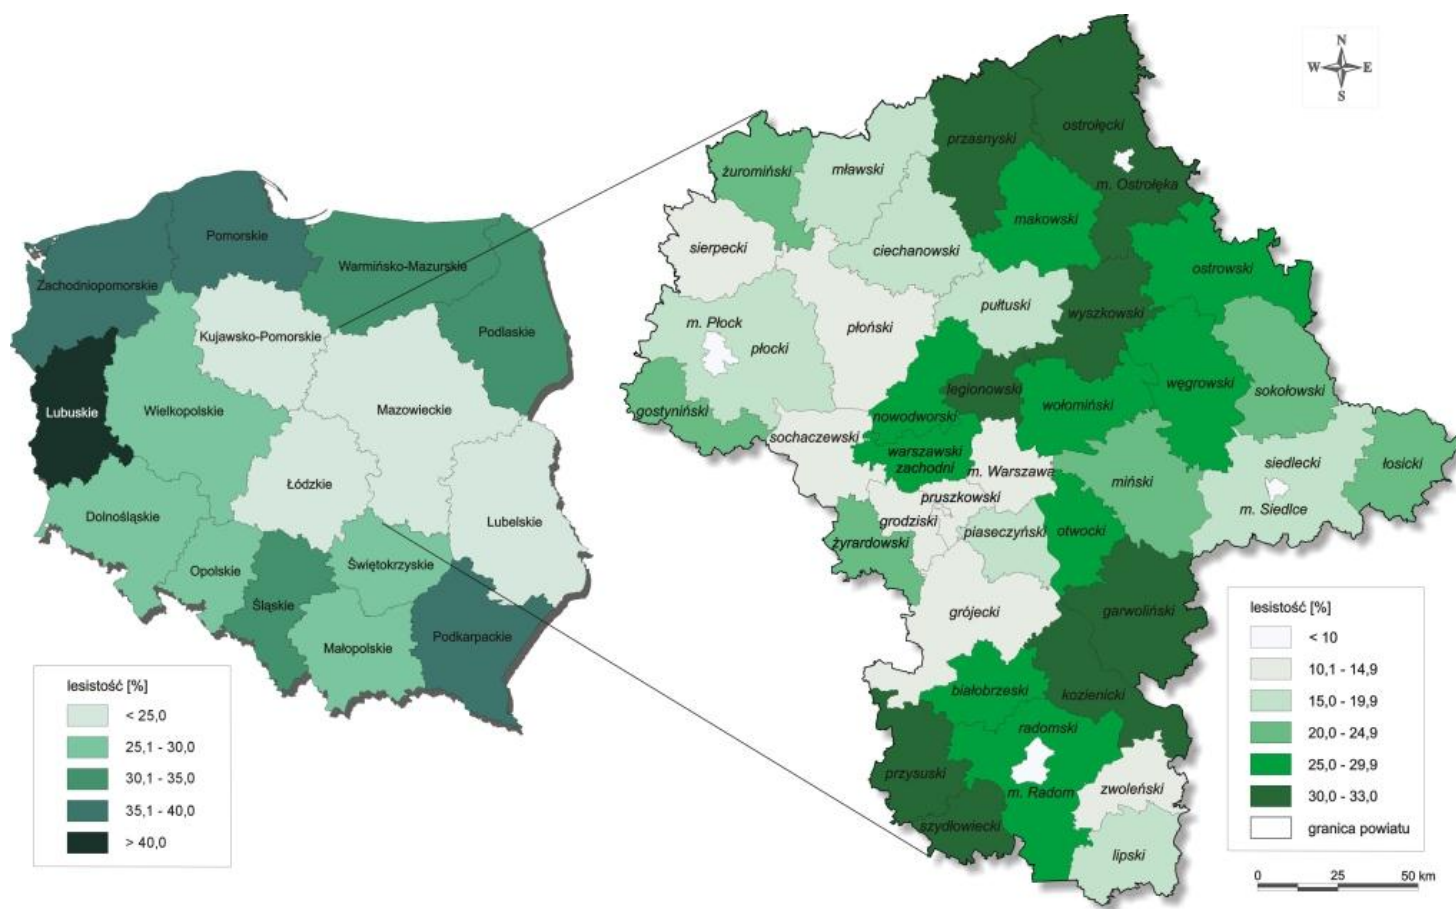 Pomorskie
Zachodniopomorskie
Warmińsko-Mazurskie
Kujawsko-Pomorskie
Podlaskie
Lubuskie
Wielkopolskie
Mazowieckie
Łódzkie
Dolnośląskie
Lubelskie
Opolskie
Świętokrzyskie
Śląskie
Podkarpackie
Małopolskie
lesistość [%]
< 25,0
25,1 - 30,0
30,1 - 35,0
35,1 - 40,0
> 40,0
N
W E
S
ostrołęcki
przasnyski
żuromiński
mławski
m. Ostrołęka
makowski
sierpecki
ciechanowski
ostrowski
pułtuski
wyszkowski
m. Płock
płoński
płocki
węgrowski
legionowski
sokołowski
wołomiński
gostyniński
nowodworski
sochaczewski
warszawski
zachodni
m. Warszawa
siedlecki
łosicki
miński
pruszkowski
m. Siedlce
grodziski
piaseczyński
otwocki
żyrardowski
grójecki
garwoliński
białobrzeski
kozienicki
radomski
przysuski
m. Radom
zwoleński
szydłowiecki
lipski
lesistość [%]
< 10
10,1 - 14,9
15,0 - 19,9
20,0 - 24,9
25,0 - 29,9
30,0 - 33,0
granica powiatu
0 25 50 km